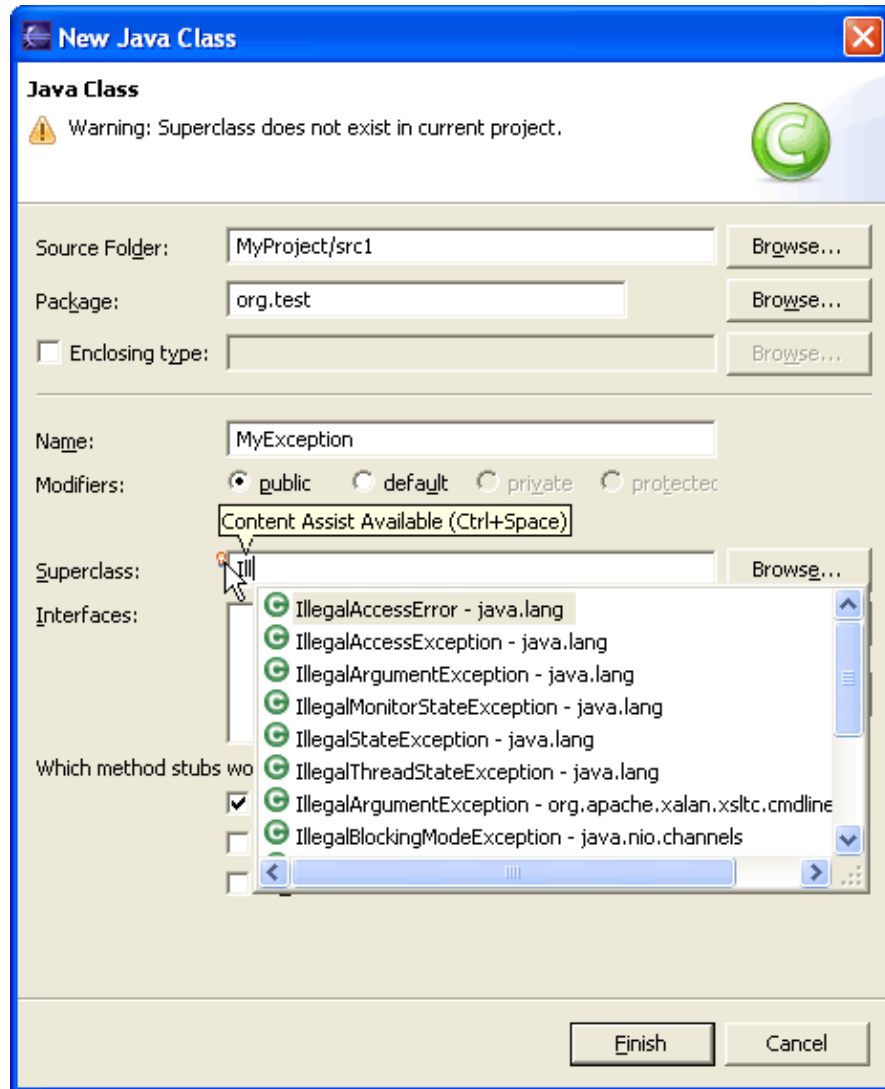 New Java Class
Java Class
Warning: Superclass does not exist in current project.
Source Folder: MyProject/src1 Browse...
Package: org.test Browse...
Enclosing type: Browse...
Name: MyException
Modifiers: public default private protected
Content Assist Available (Ctrl+Space)
Superclass: Ill Browse...
Interfaces:
IllegalAccessError - java.lang
IllegalAccessException - java.lang
IllegalArgumentException - java.lang
IllegalMonitorStateException - java.lang
IllegalStateException - java.lang
Which method stubs wo
IllegalThreadStateException - java.lang
IllegalArgumentException - org.apache.xalan.xsltc.cmdline
IllegalBlockingModeException - java.nio.channels
Finish Cancel